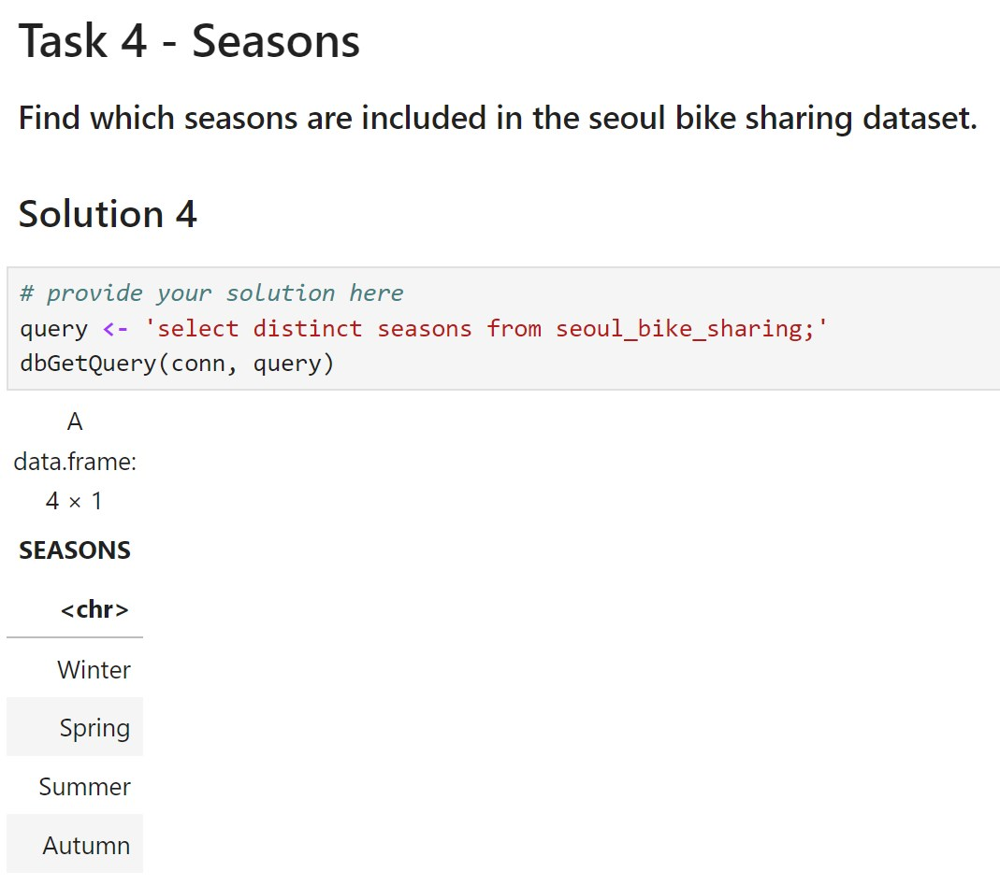 Task 4 - Seasons
Find which seasons are included in the seoul bike sharing dataset.
Solution 4
# provide your solution here
query <- 'select distinct seasons from seoul_bike_sharing;'
dbGetQuery(conn, query)
A
data.frame:
4 × 1
SEASONS
<chr>
Winter
Spring
Summer
Autumn